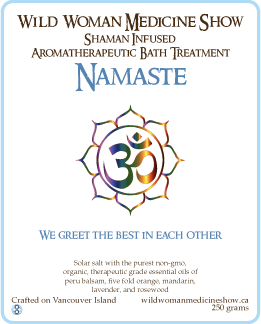 Wild Woman Medicine Show
Shaman Infused
Aromatherapeutic Bath Treatment
Namaste
ॐ
We greet the best in each other
Solar salt with the purest non-gmo,
organic, therapeutic grade essential oils of
peru balsam, five fold orange, mandarin,
lavender, and rosewood
Crafted on Vancouver Island wildwomanmedicineshow.ca
250 grams